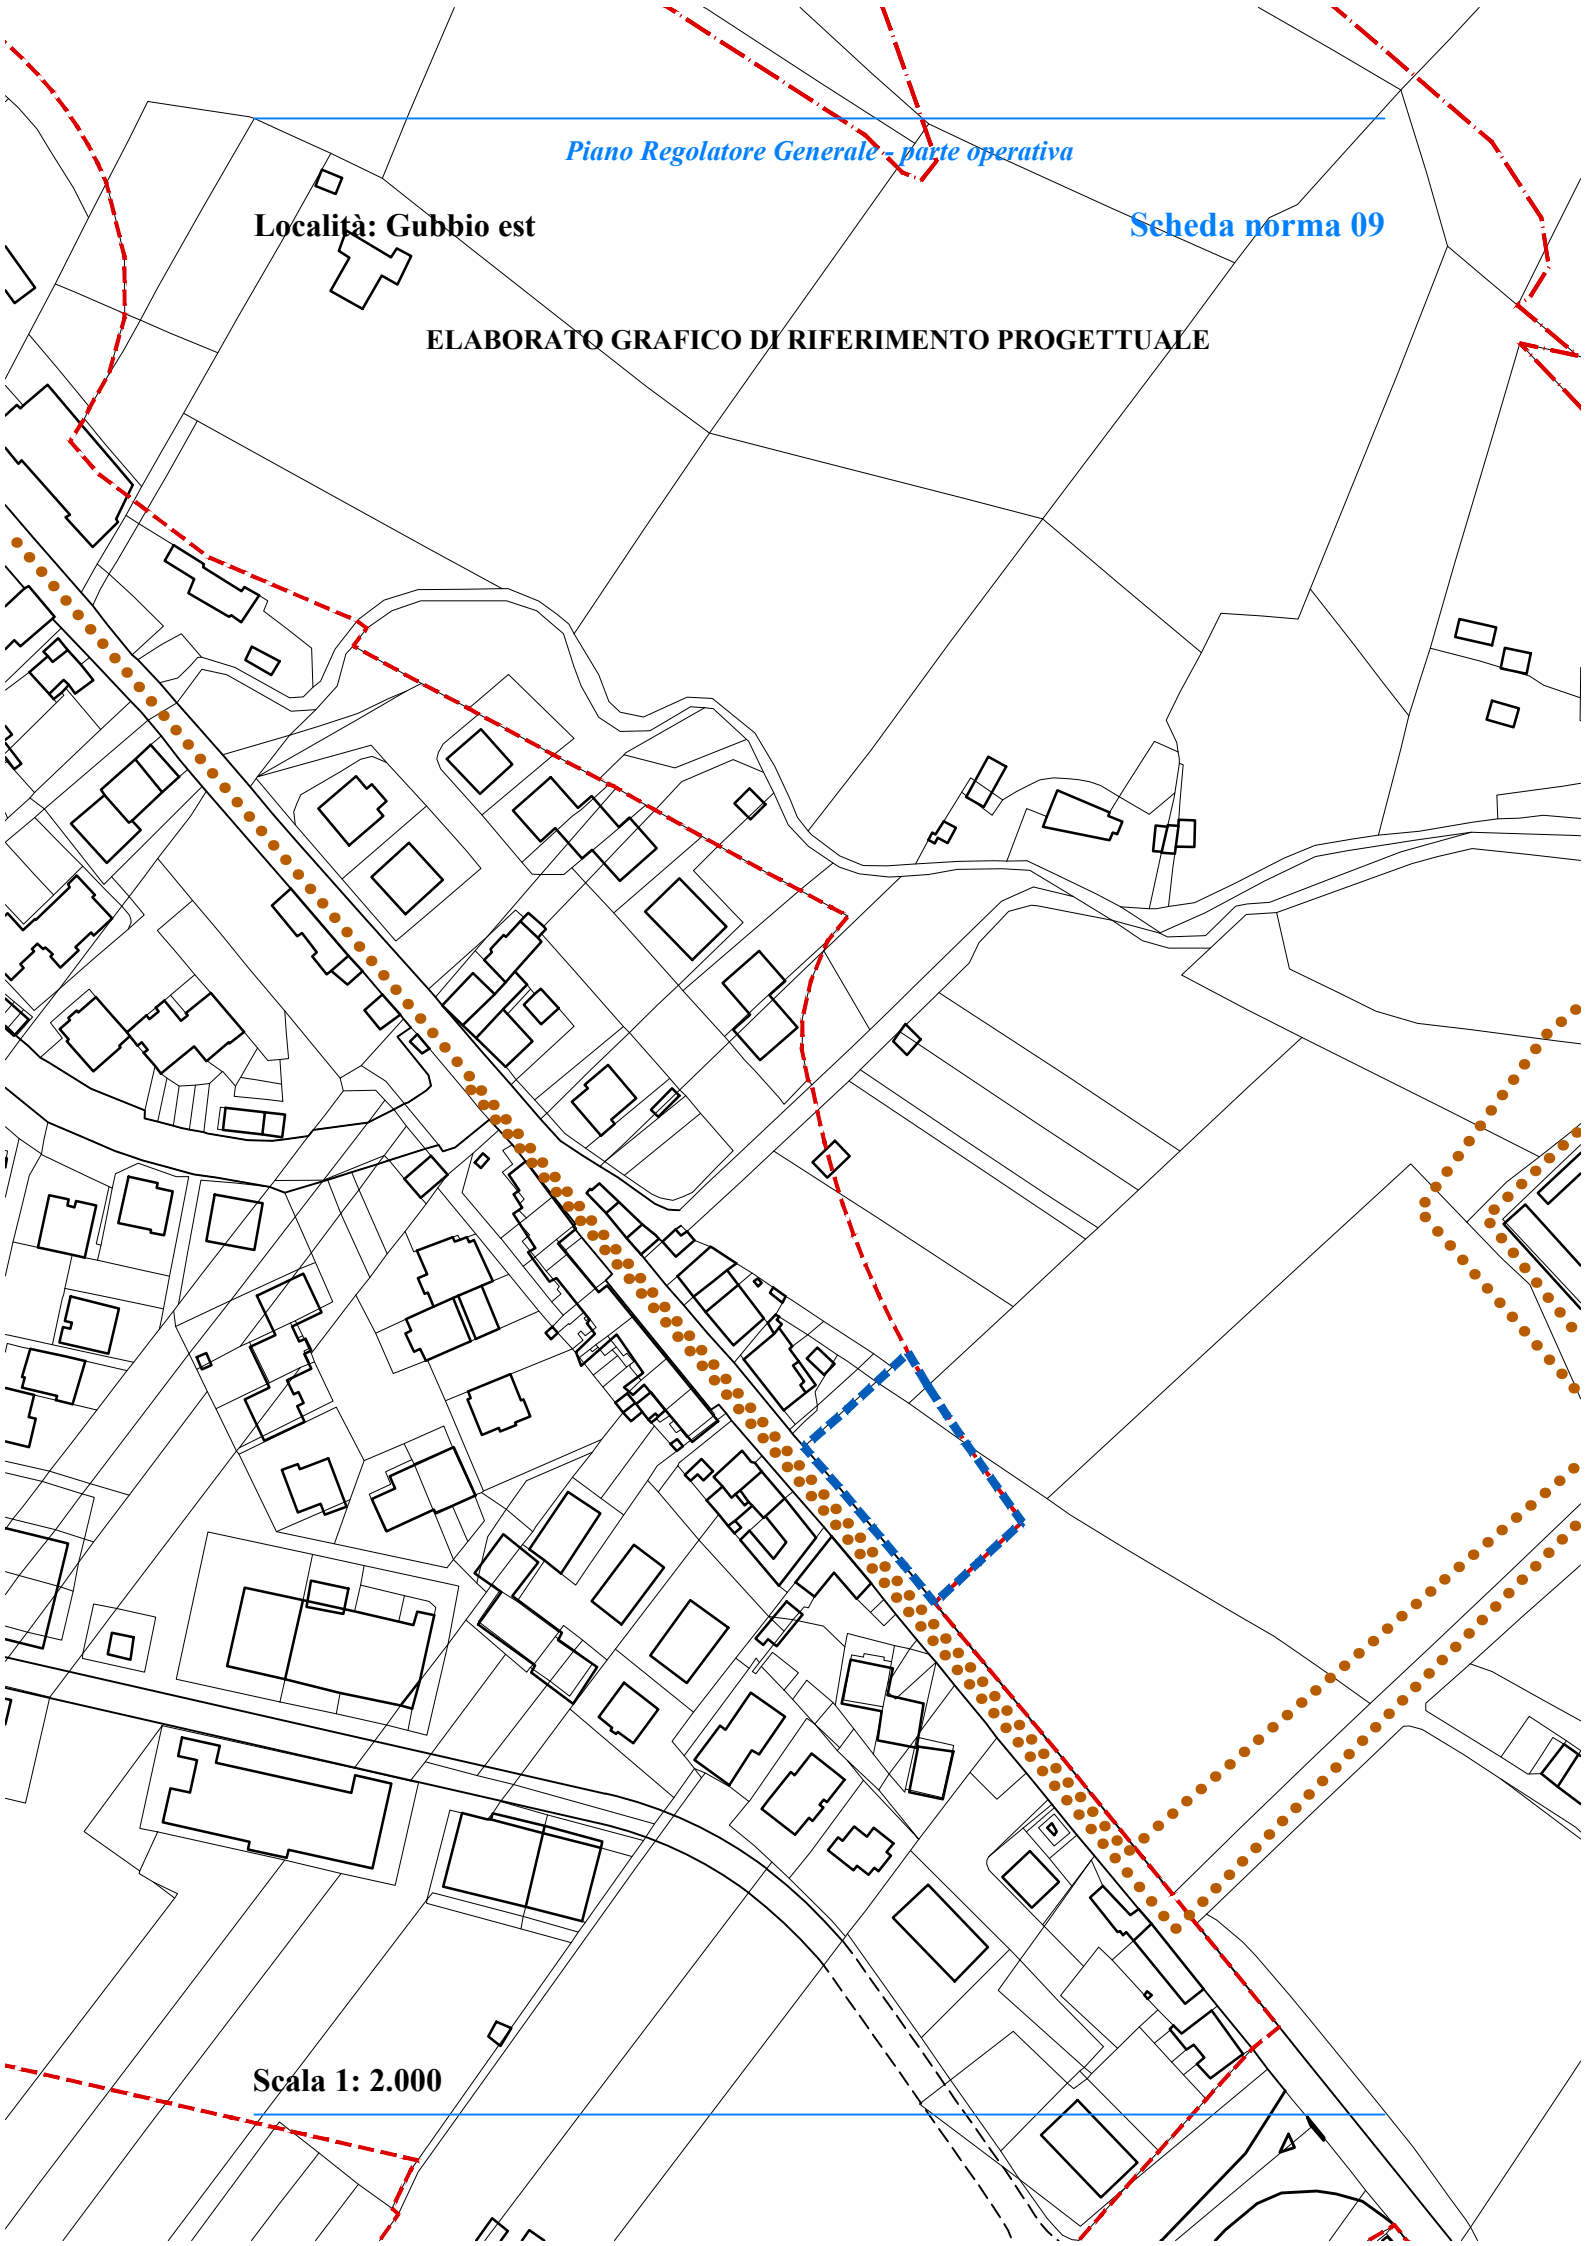 Piano Regolatore Generale - parte operativa
Località: Gubbio est
Scheda norma 09
ELABORATO GRAFICO DI RIFERIMENTO PROGETTUALE
Scala 1: 2.000